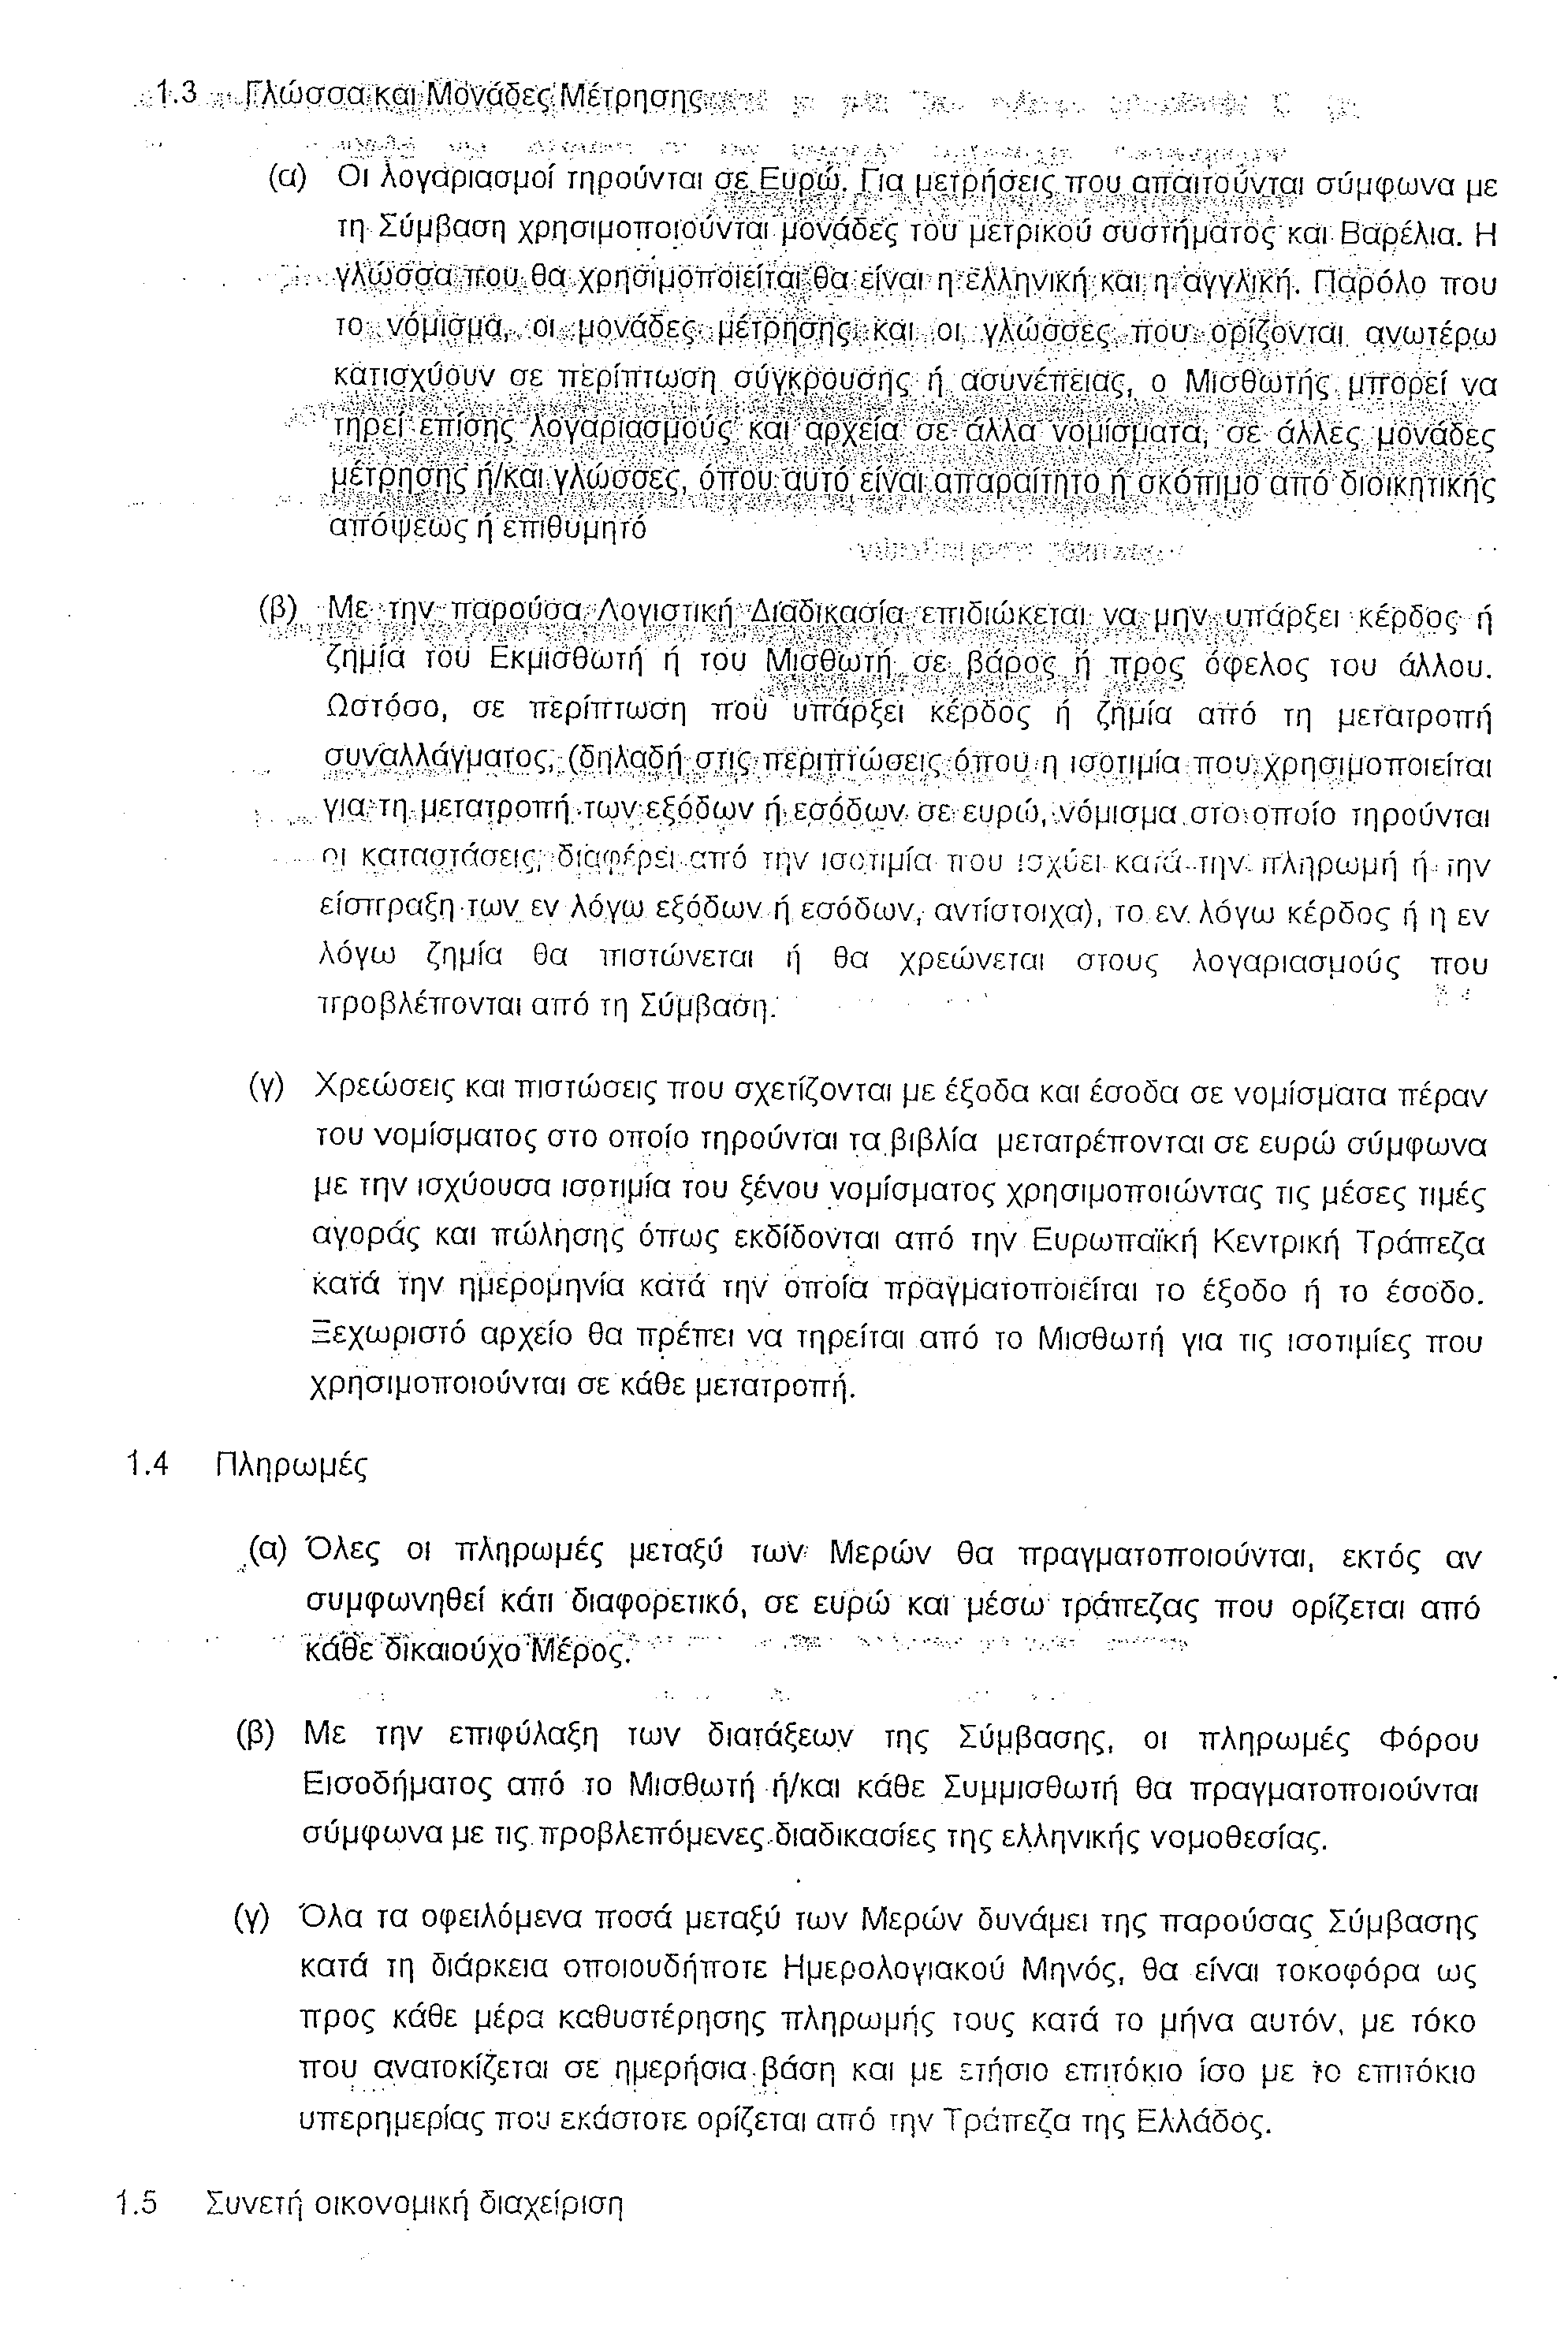 1.3 Γλώσσα και Μονάδες Μέτρησης
(α) Οι λογαριασμοί τηρούνται σε Ευρώ. Για μετρήσεις που απαιτούνται σύμφωνα με
τη Σύμβαση χρησιμοποιούνται μονάδες του μετρικού συστήματος και Βαρέλια. Η
γλώσσα που θα χρησιμοποιείται θα είναι η ελληνική και η αγγλική. Παρόλο που
το νόμισμα, οι μονάδες μέτρησης και οι γλώσσες που ορίζονται ανωτέρω
κατισχύουν σε περίπτωση σύγκρουσης ή ασυνέπειας, ο Μισθωτής μπορεί να
τηρεί επίσης λογαριασμούς και αρχεία σε άλλα νομίσματα, σε άλλες μονάδες
μέτρησης ή/και γλώσσες, όπου αυτό είναι απαραίτητο ή σκόπιμο από διοικητικής
απόψεως ή επιθυμητό
(β) Με την παρούσα Λογιστική Διαδικασία επιδιώκεται να μην υπάρξει κέρδος ή
ζημία του Εκμισθωτή ή του Μισθωτή σε βάρος ή προς όφελος του άλλου.
Ωστόσο, σε περίπτωση που υπάρξει κέρδος ή ζημία από τη μετατροπή
συναλλάγματος, (δηλαδή στις περιπτώσεις όπου η ισοτιμία που χρησιμοποιείται
για τη μετατροπή των εξόδων ή εσόδων σε ευρώ, νόμισμα στο οποίο τηρούνται
οι καταστάσεις, διαφέρει από την ισοτιμία που ισχύει κατά την πληρωμή ή την
είσπραξη των εν λόγω εξόδων ή εσόδων, αντίστοιχα), το εν λόγω κέρδος ή η εν
λόγω ζημία θα πιστώνεται ή θα χρεώνεται στους λογαριασμούς που
προβλέπονται από τη Σύμβαση.
(γ) Χρεώσεις και πιστώσεις που σχετίζονται με έξοδα και έσοδα σε νομίσματα πέραν
του νομίσματος στο οποίο τηρούνται τα βιβλία μετατρέπονται σε ευρώ σύμφωνα
με την ισχύουσα ισοτιμία του ξένου νομίσματος χρησιμοποιώντας τις μέσες τιμές
αγοράς και πώλησης όπως εκδίδονται από την Ευρωπαϊκή Κεντρική Τράπεζα
κατά την ημερομηνία κατά την οποία πραγματοποιείται το έξοδο ή το έσοδο.
Ξεχωριστό αρχείο θα πρέπει να τηρείται από το Μισθωτή για τις ισοτιμίες που
χρησιμοποιούνται σε κάθε μετατροπή.
1.4 Πληρωμές
(α) Όλες οι πληρωμές μεταξύ των Μερών θα πραγματοποιούνται, εκτός αν
συμφωνηθεί κάτι διαφορετικό, σε ευρώ και μέσω τράπεζας που ορίζεται από
κάθε δικαιούχο Μέρος.
(β) Με την επιφύλαξη των διατάξεων της Σύμβασης, οι πληρωμές Φόρου
Εισοδήματος από το Μισθωτή ή/και κάθε Συμμισθωτή θα πραγματοποιούνται
σύμφωνα με τις προβλεπόμενες διαδικασίες της ελληνικής νομοθεσίας.
(γ) Όλα τα οφειλόμενα ποσά μεταξύ των Μερών δυνάμει της παρούσας Σύμβασης
κατά τη διάρκεια οποιουδήποτε Ημερολογιακού Μηνός, θα είναι τοκοφόρα ως
προς κάθε μέρα καθυστέρησης πληρωμής τους κατά το μήνα αυτόν, με τόκο
που ανατοκίζεται σε ημερήσια βάση και με ετήσιο επιτόκιο ίσο με το επιτόκιο
υπερημερίας που εκάστοτε ορίζεται από την Τράπεζα της Ελλάδος.
1.5 Συνετή οικονομική διαχείριση